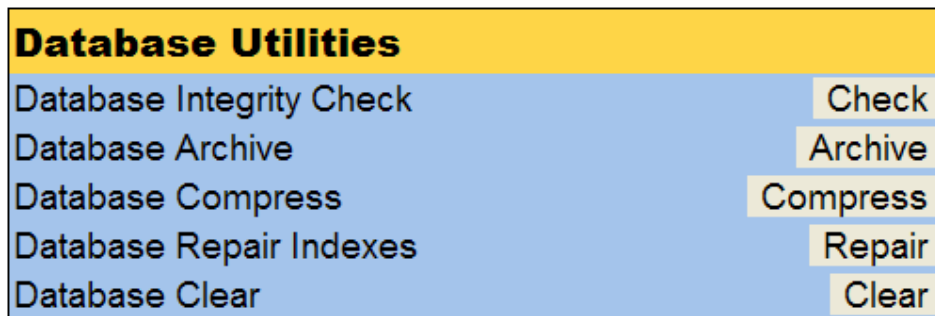 Database Utilities
Database Integrity Check Check
Database Archive Archive
Database Compress Compress
Database Repair Indexes Repair
Database Clear Clear